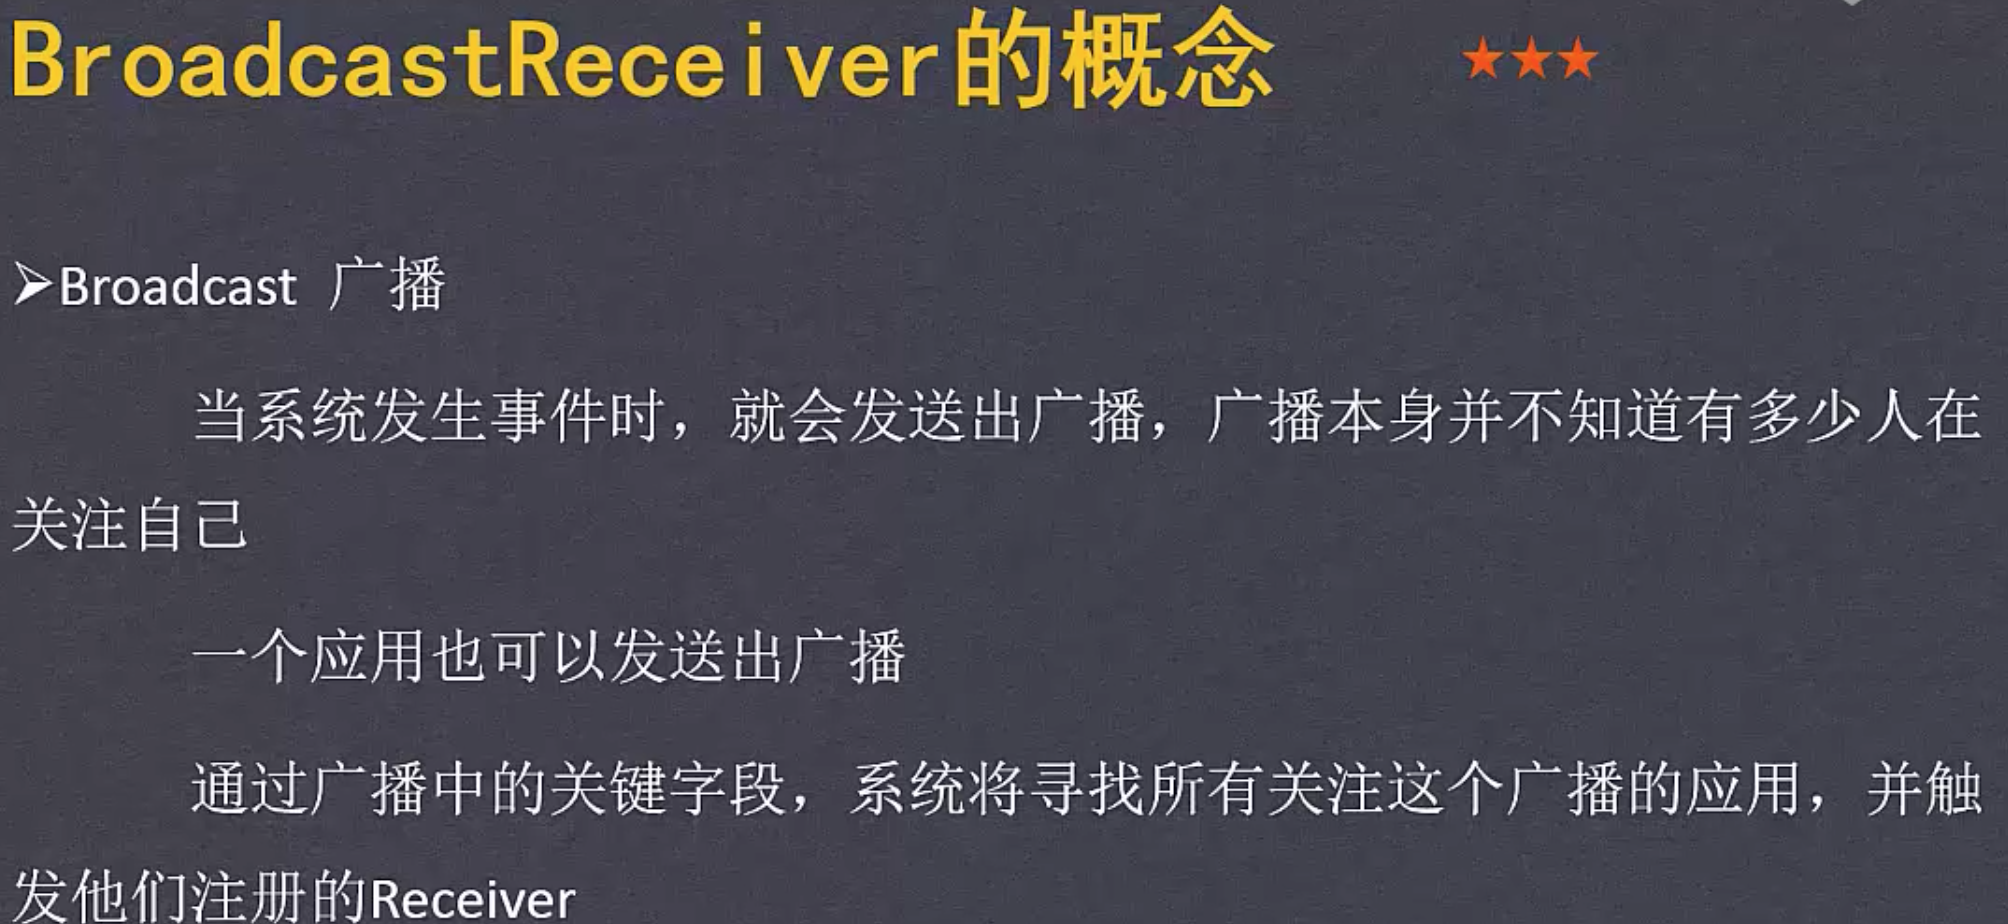 BroadcastReceiver的概念 ★★★
➢Broadcast 广播
当系统发生事件时，就会发送出广播，广播本身并不知道有多少人在
关注自己
一个应用也可以发送出广播
通过广播中的关键字段，系统将寻找所有关注这个广播的应用，并触
发他们注册的Receiver